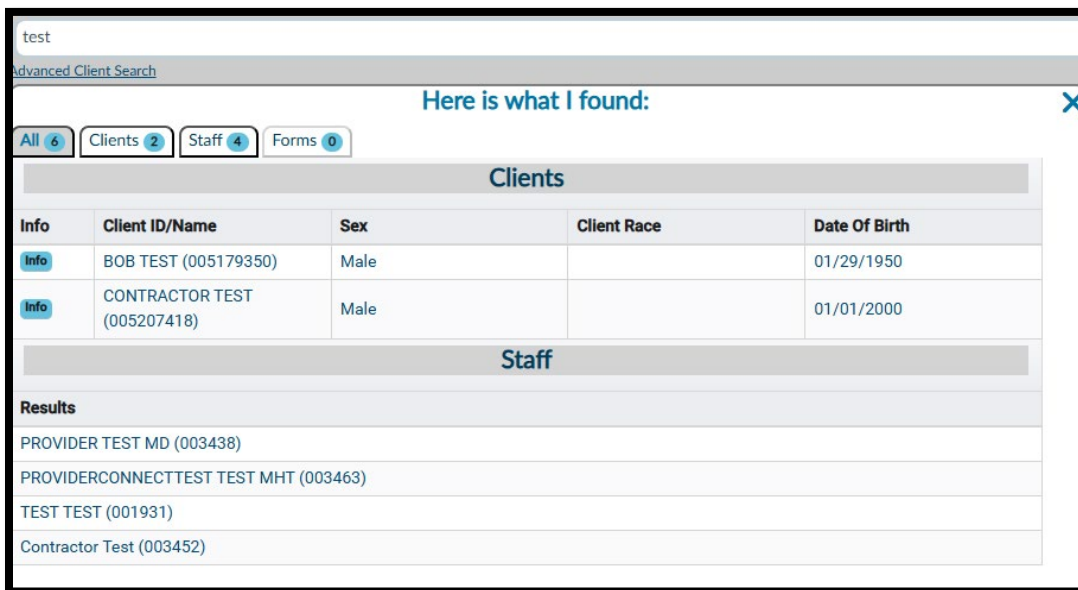 test
Advanced Client Search
Here is what I found:
All 6 Clients 2 Staff 4 Forms 0
Clients
Info Client ID/Name Sex Client Race Date Of Birth
Info BOB TEST (005179350) Male 01/29/1950
Info CONTRACTOR TEST (005207418) Male 01/01/2000
Staff
Results
PROVIDER TEST MD (003438)
PROVIDERCONNECTTEST TEST MHT (003463)
TEST TEST (001931)
Contractor Test (003452)